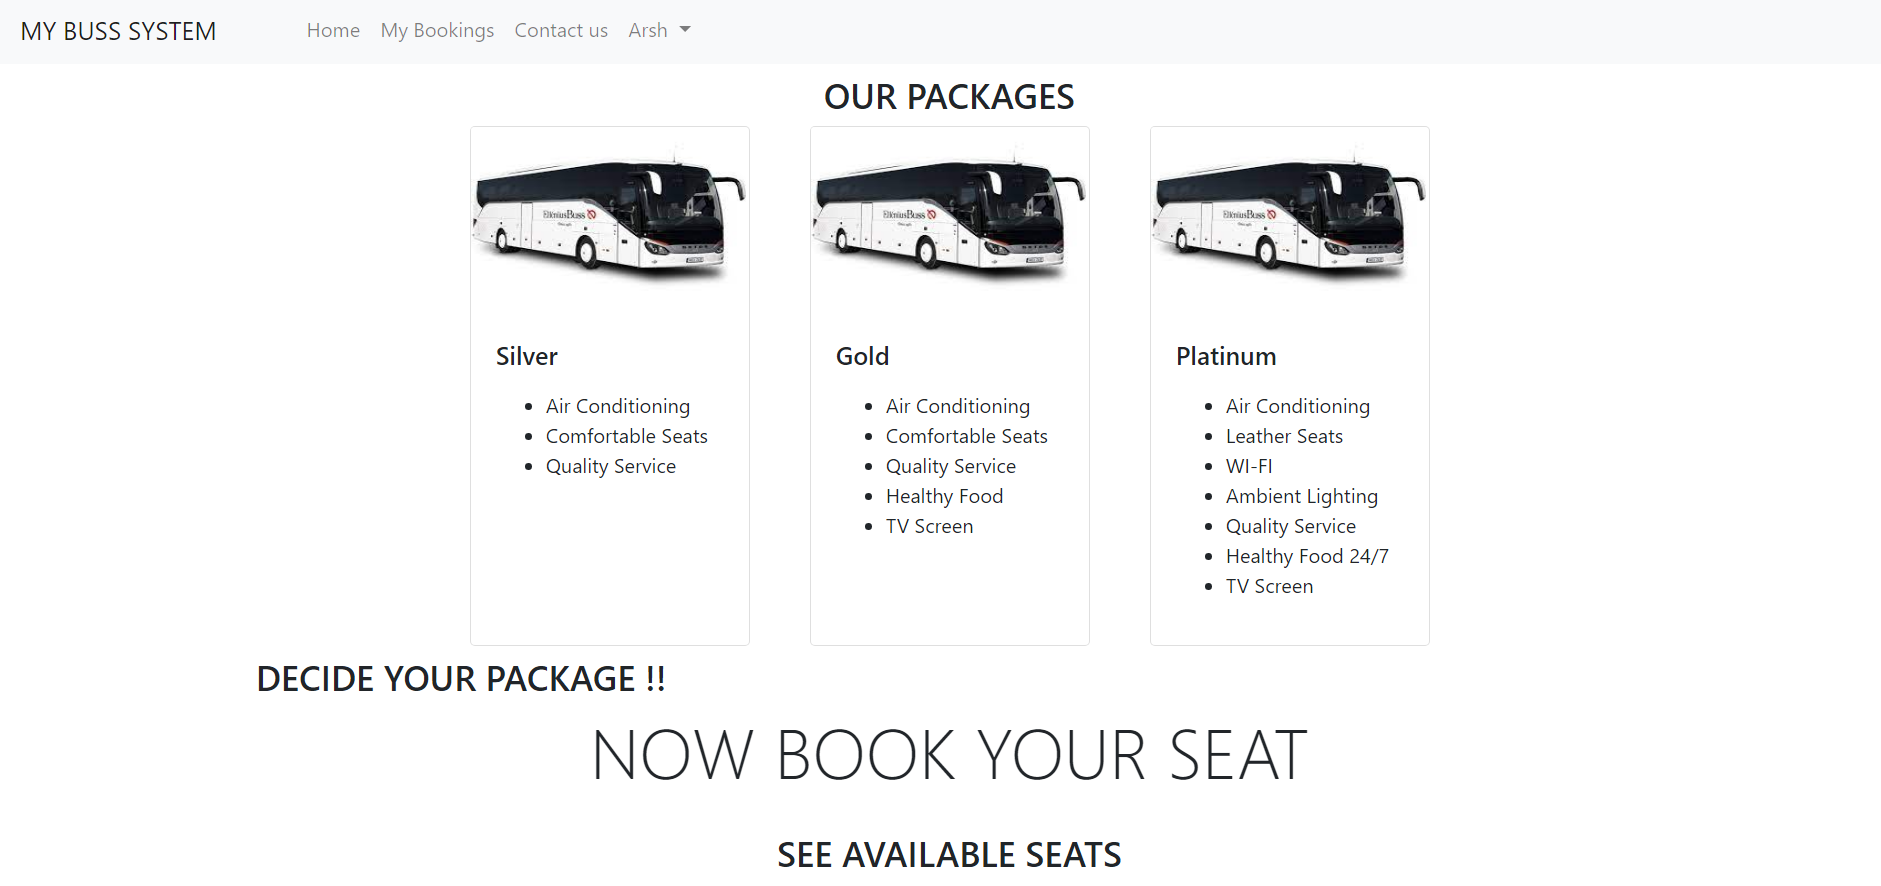 MY BUSS SYSTEM
Home
My Bookings
Contact us
Arsh
OUR PACKAGES
Silver
Air Conditioning
Comfortable Seats
Quality Service
Gold
Air Conditioning
Comfortable Seats
Quality Service
Healthy Food
TV Screen
Platinum
Air Conditioning
Leather Seats
WI-FI
Ambient Lighting
Quality Service
Healthy Food 24/7
TV Screen
DECIDE YOUR PACKAGE !!
NOW BOOK YOUR SEAT
SEE AVAILABLE SEATS